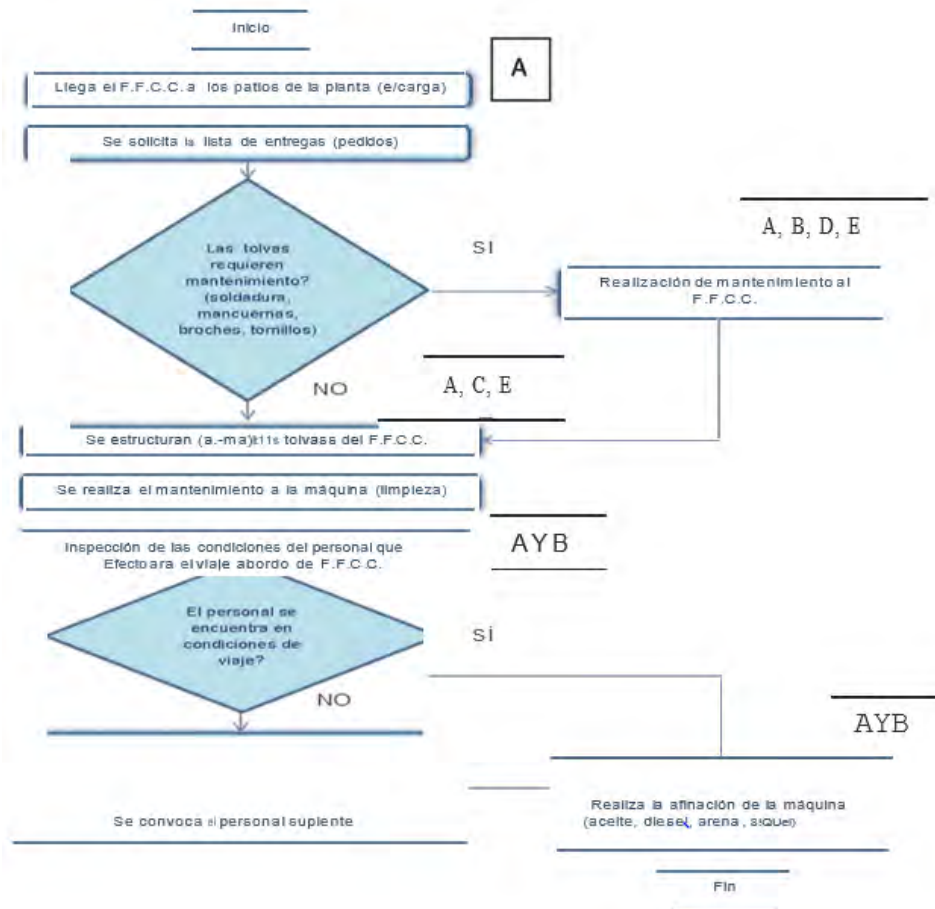 Inicio
A
Llega el F.F.C.C. a los patios de la planta (e/carga)
Se solicita la lista de entregas (pedidos)
Las tolvas
requieren
mantenimiento?
(soldadura,
mancuernas,
broches, tornillos)
SI
A, B, D, E
Realización de mantenimiento al
F.F.C.C.
NO
A, C, E
Se estructuran tolvass del F.F.C.C.
Se realiza el mantenimiento a la máquina (limpieza)
Inspección de las condiciones del personal que
Efectoara el viaje abordo de F.F.C.C.
AYB
El personal se
encuentra en
condiciones de
viaje?
SÍ
NO
AYB
Se convoca el personal suplente
Realiza la afinación de la máquina
(aceite, diesel, arena,
Fin